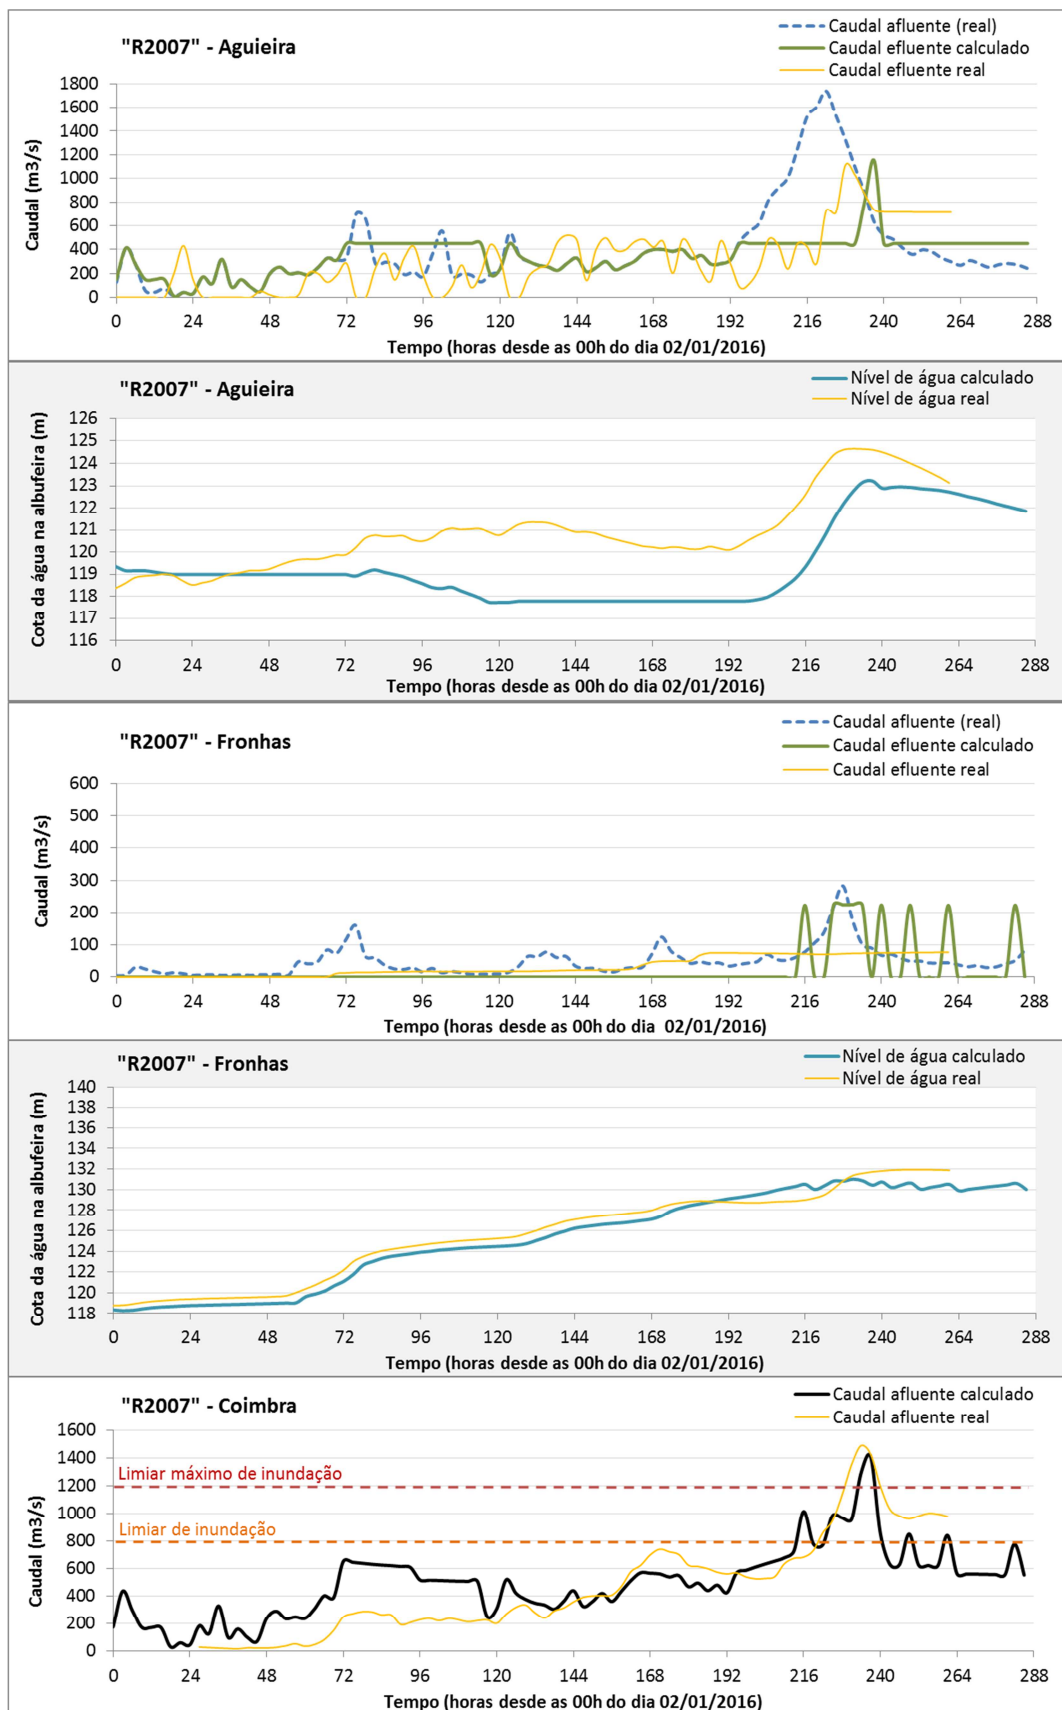 "R2007" - Aguieira
Caudal afluente (real)
Caudal efluente calculado
Caudal efluente real
Caudal (m3/s)
1800
1600
1400
1200
1000
800
600
400
200
0
0 24 48 72 96 120 144 168 192 216 240 264 288
Tempo (horas desde as 00h do dia 02/01/2016)
"R2007" - Aguieira
Nível de água calculado
Nível de água real
Cota da água na albufeira (m)
126
125
124
123
122
121
120
119
118
117
116
0 24 48 72 96 120 144 168 192 216 240 264 288
Tempo (horas desde as 00h do dia 02/01/2016)
"R2007" - Fronhas
Caudal afluente (real)
Caudal efluente calculado
Caudal efluente real
Caudal (m3/s)
600
500
400
300
200
100
0
0 24 48 72 96 120 144 168 192 216 240 264 288
Tempo (horas desde as 00h do dia 02/01/2016)
"R2007" - Fronhas
Nível de água calculado
Nível de água real
Cota da água na albufeira (m)
140
138
136
134
132
130
128
126
124
122
120
118
0 24 48 72 96 120 144 168 192 216 240 264 288
Tempo (horas desde as 00h do dia 02/01/2016)
"R2007" - Coimbra
Caudal afluente calculado
Caudal afluente real
Caudal (m3/s)
1600
1400
1200
1000
800
600
400
200
0
Limiar máximo de inundação
Limiar de inundação
0 24 48 72 96 120 144 168 192 216 240 264 288
Tempo (horas desde as 00h do dia 02/01/2016)